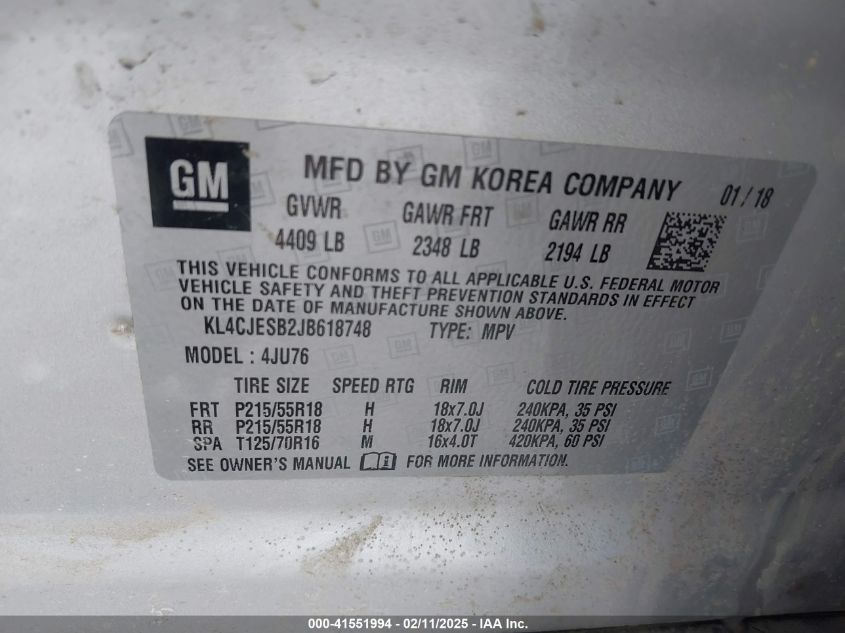 GM
MFD BY GM KOREA COMPANY 01/18
GVWR GAWR FRT GAWR RR
4409 LB 2348 LB 2194 LB
THIS VEHICLE CONFORMS TO ALL APPLICABLE U.S. FEDERAL MOTOR
VEHICLE SAFETY AND THEFT PREVENTION STANDARDS IN EFFECT
ON THE DATE OF MANUFACTURE SHOWN ABOVE.
KL4CJESB2JB618748 TYPE: MPV
MODEL : 4JU76
TIRE SIZE SPEED RTG RIM COLD TIRE PRESSURE
FRT P215/55R18 H 18x7.0J 240KPA, 35 PSI
RR P215/55R18 H 18x7.0J 240KPA, 35 PSI
SPA T125/70R16 M 16x4.0T 420KPA, 60 PSI
SEE OWNER'S MANUAL FOR MORE INFORMATION.
000-41551994 - 02/11/2025 - IAA Inc.